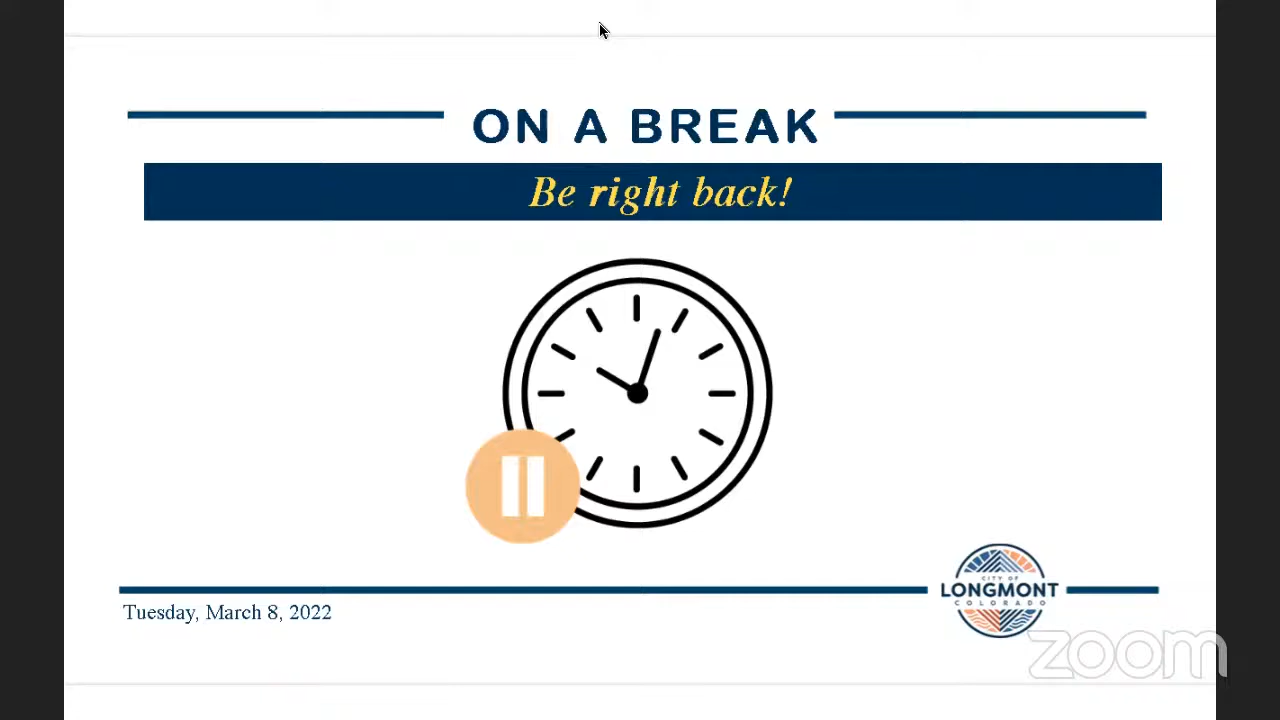 ON A BREAK
Be right back!
CITY OF
LONGMONT
COLORADO
Tuesday, March 8, 2022
zoom